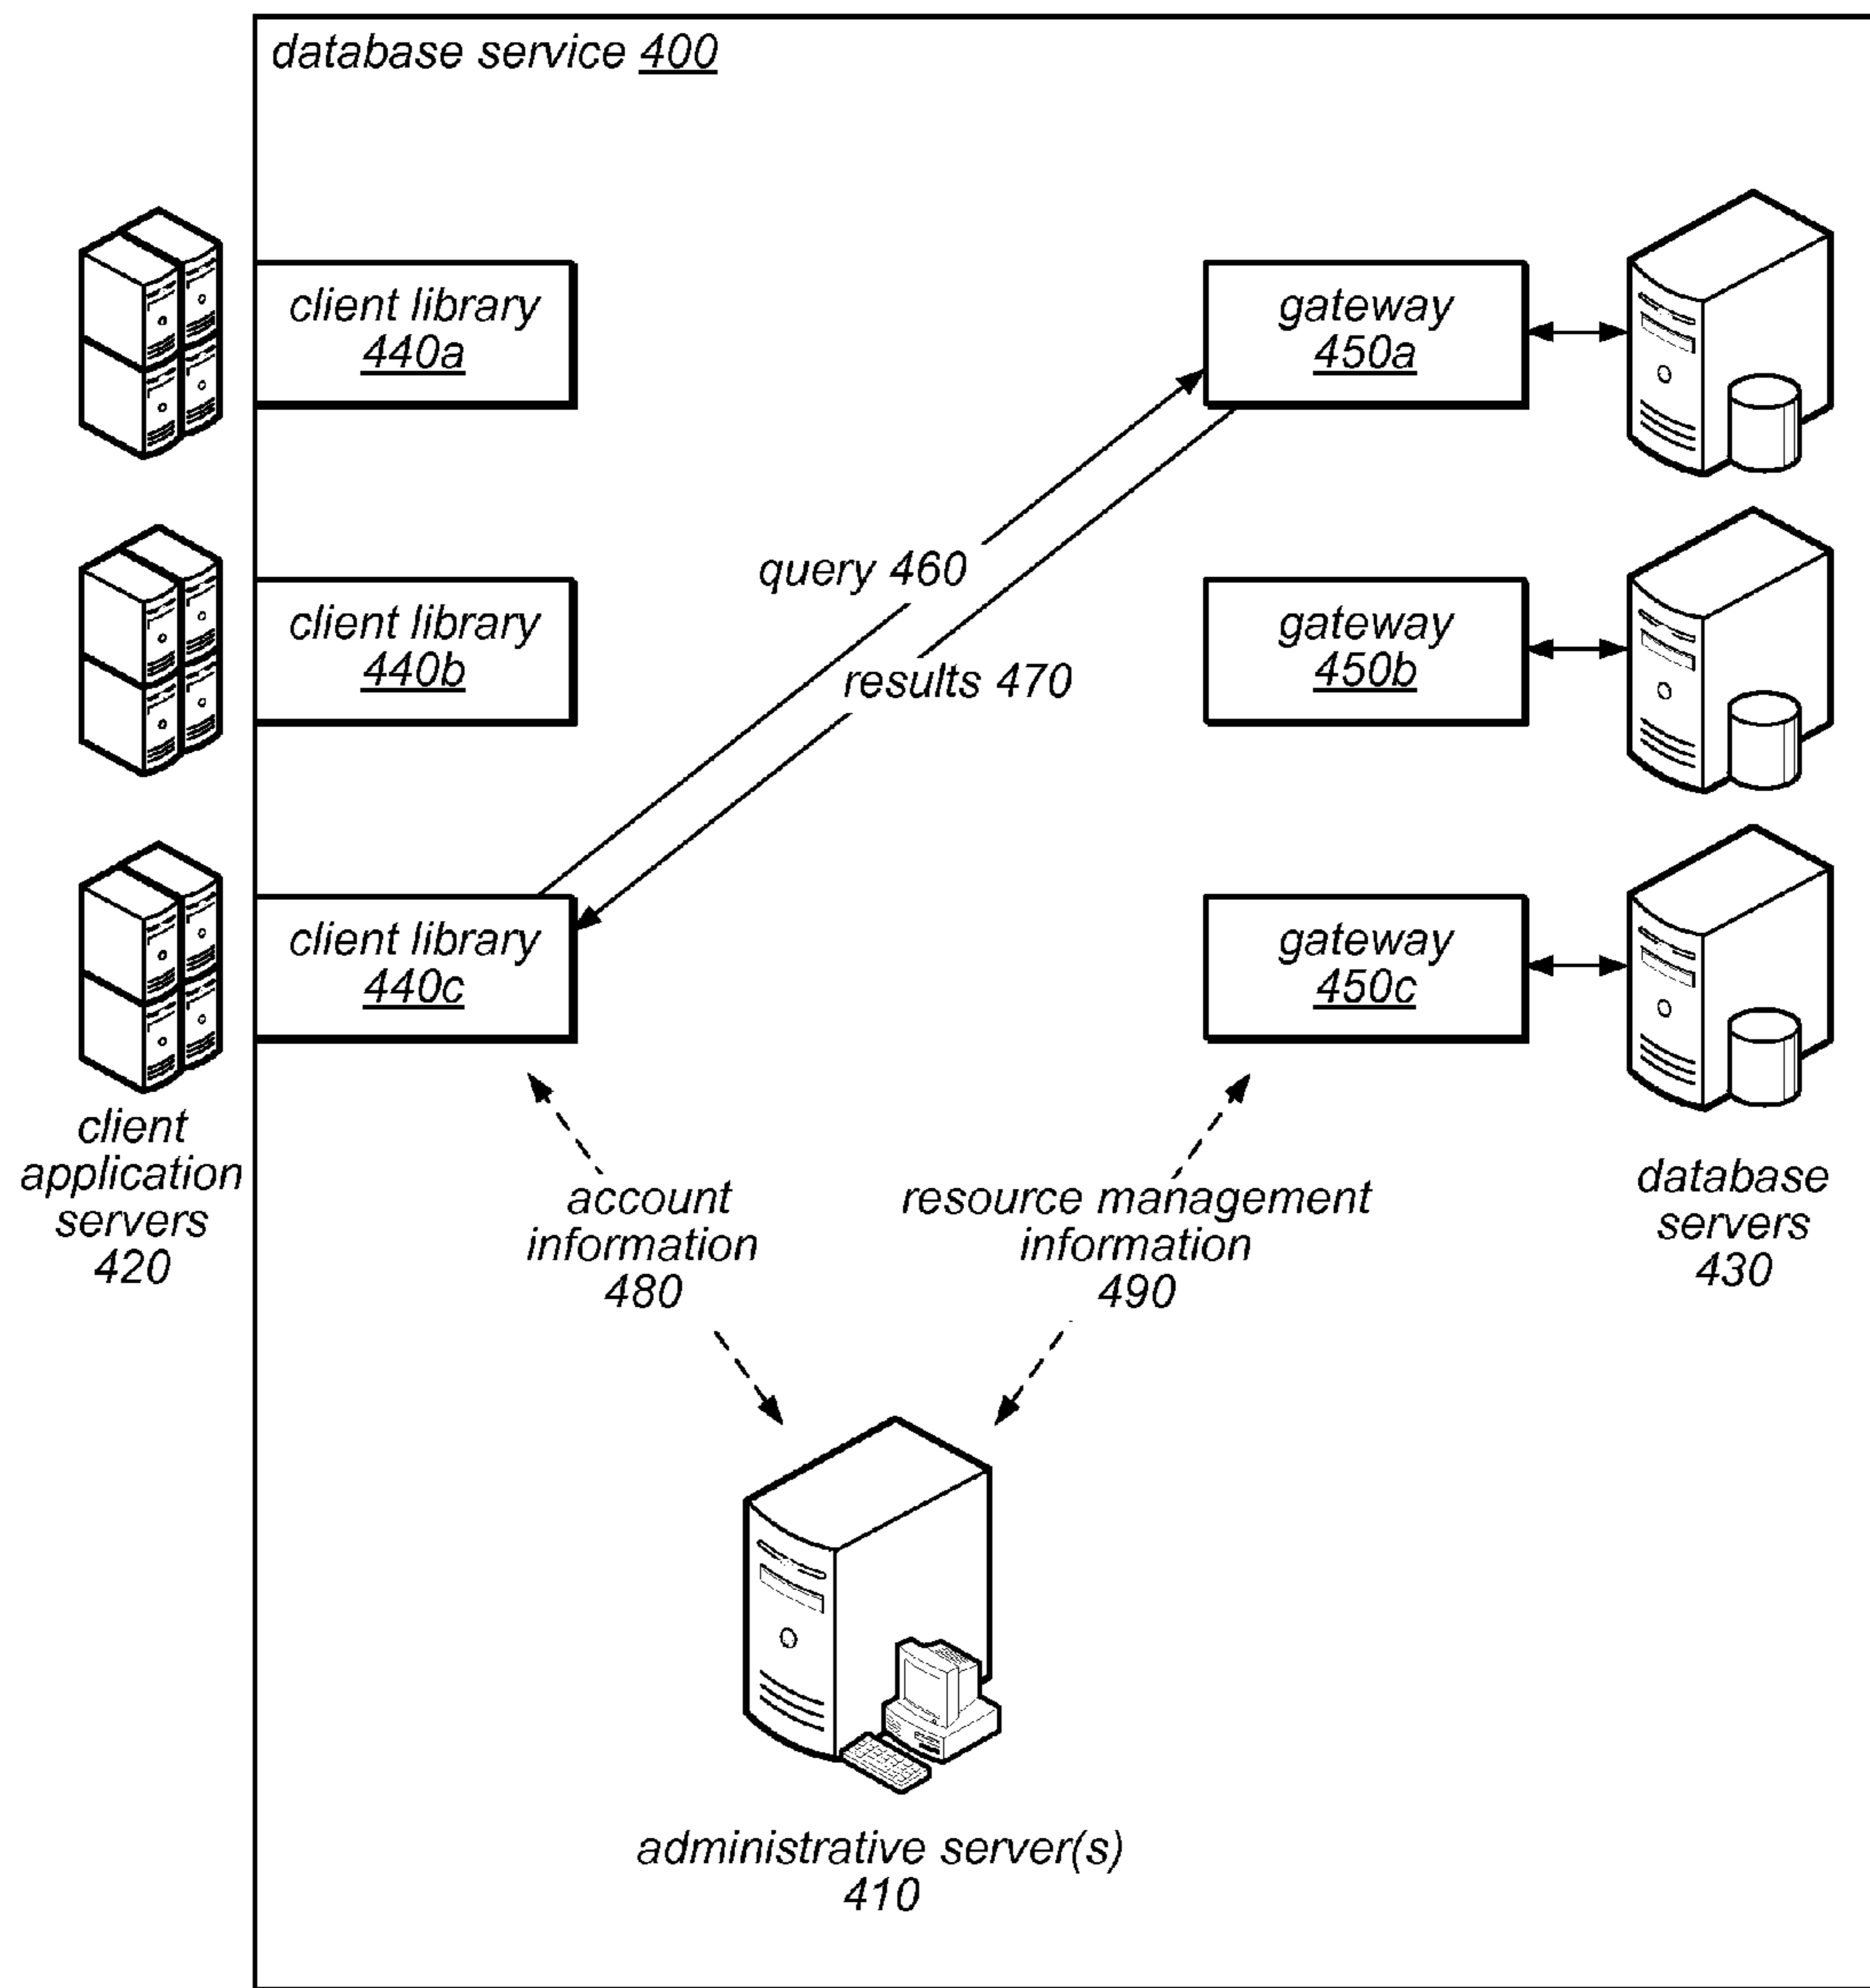 database service 400
client library
440a
gateway
450a
query 460
client library
440b
gateway
450b
results 470
client library
440c
gateway
450c
client
application
servers
420
account
information
480
resource management
information
490
database
servers
430
administrative server(s)
410